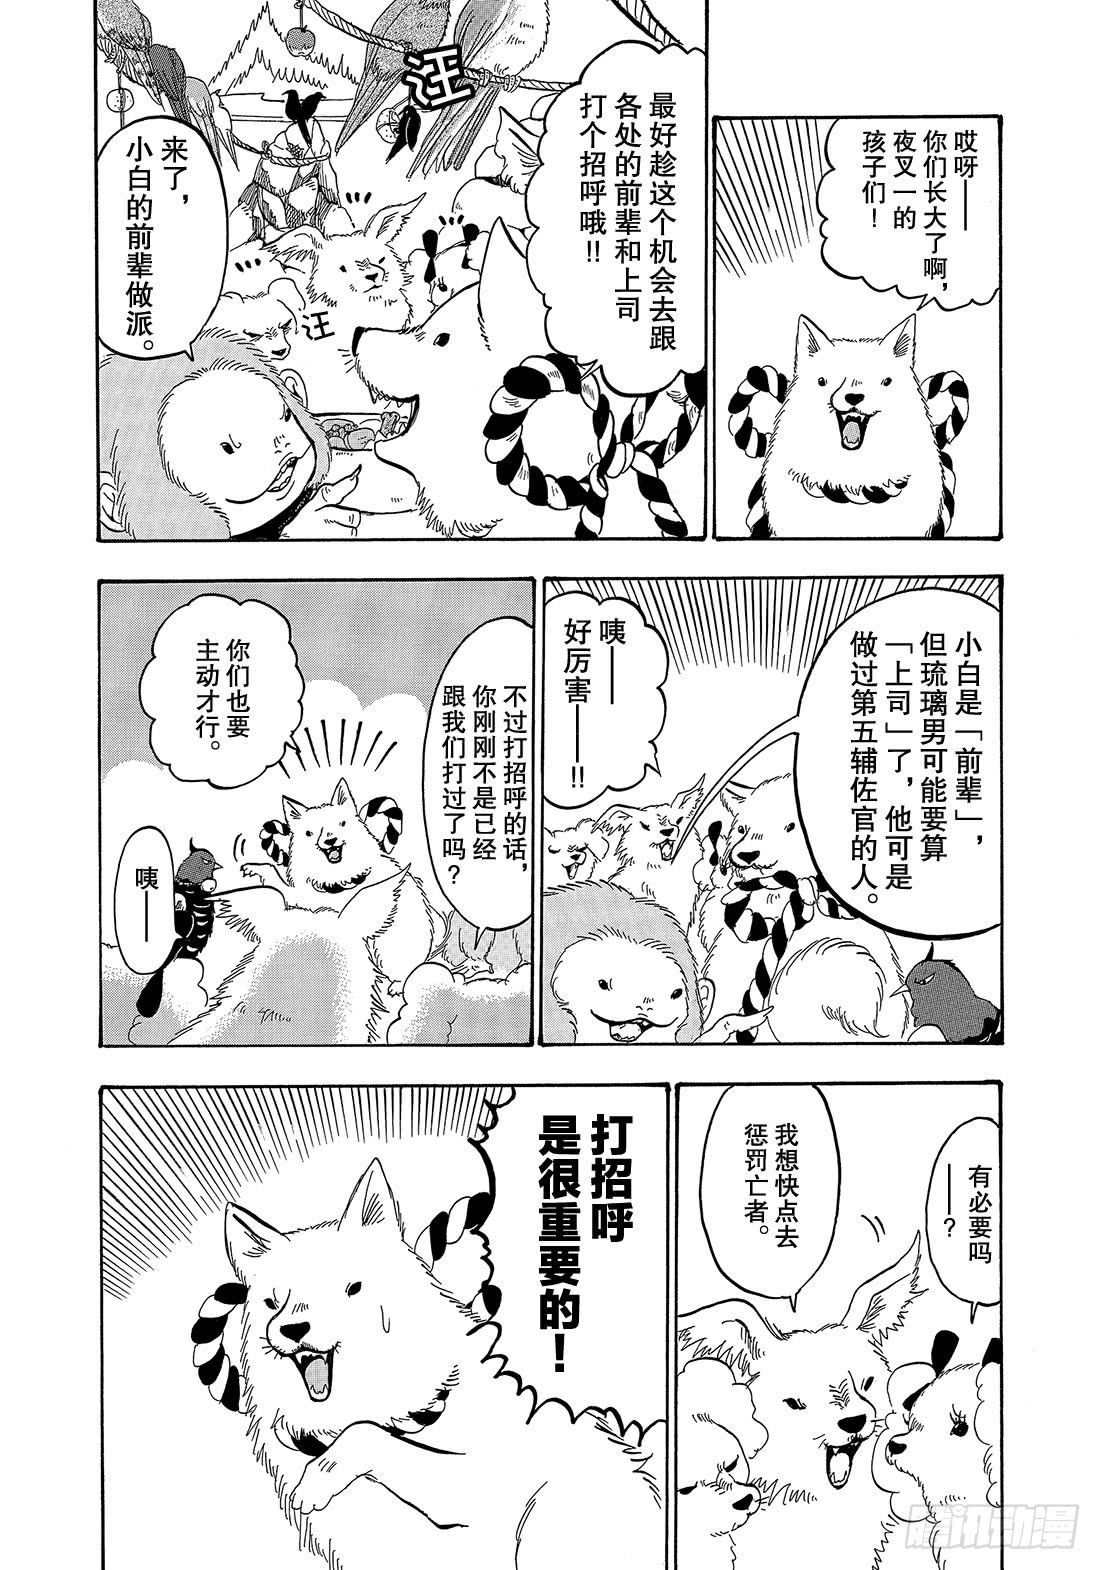 哎呀——
你们长大了啊，
夜叉一的
孩子们！
最好趁这个机会去跟
各处的前辈和上司
打个招呼哦!!
汪
汪
来了，
小白的前辈做派。
小白是「前辈」，
但琉璃男可能要算
「上司」了，他可是
做过第五辅佐官的人。
咦——
好厉害——!!
不过打招呼的话，
你刚刚不是已经
跟我们打过了吗？
你们也要
主动才行。
咦——
有必要吗
——？
我想快点去
惩罚亡者。
打招呼
是很重要的！
腾讯动漫